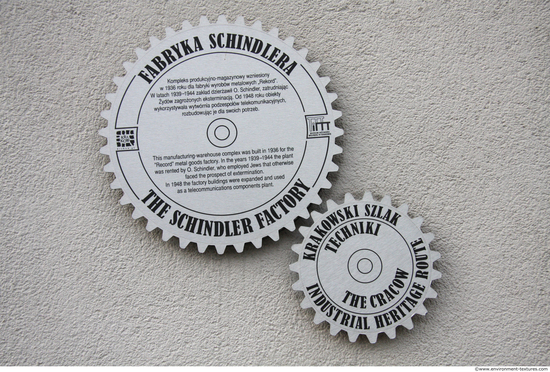 FABRYKA SCHINDLERA
Kompleks produkcyjno-magazynowy wzniesiony
w 1936 roku dla fabryki wyrobów metalowych „Rekord”.
W latach 1939–1944 zakład dzierżawił O. Schindler, zatrudniając
Żydów zagrożonych eksterminacją. Od 1948 roku obiekty
wykorzystywała wytwórnia podzespołów telekomunikacyjnych,
rozbudowując je dla swoich potrzeb.
This manufacturing-warehouse complex was built in 1936 for the
"Record" metal goods factory. In the years 1939–1944 the plant
was rented by O. Schindler, who employed Jews that otherwise
faced the prospect of extermination.
In 1948 the factory buildings were expanded and used
as a telecommunications components plant.
THE SCHINDLER FACTORY
KRAKOWSKI SZLAK
TECHNIKI
THE CRACOW
INDUSTRIAL HERITAGE ROUTE
©www.environment-textures.com